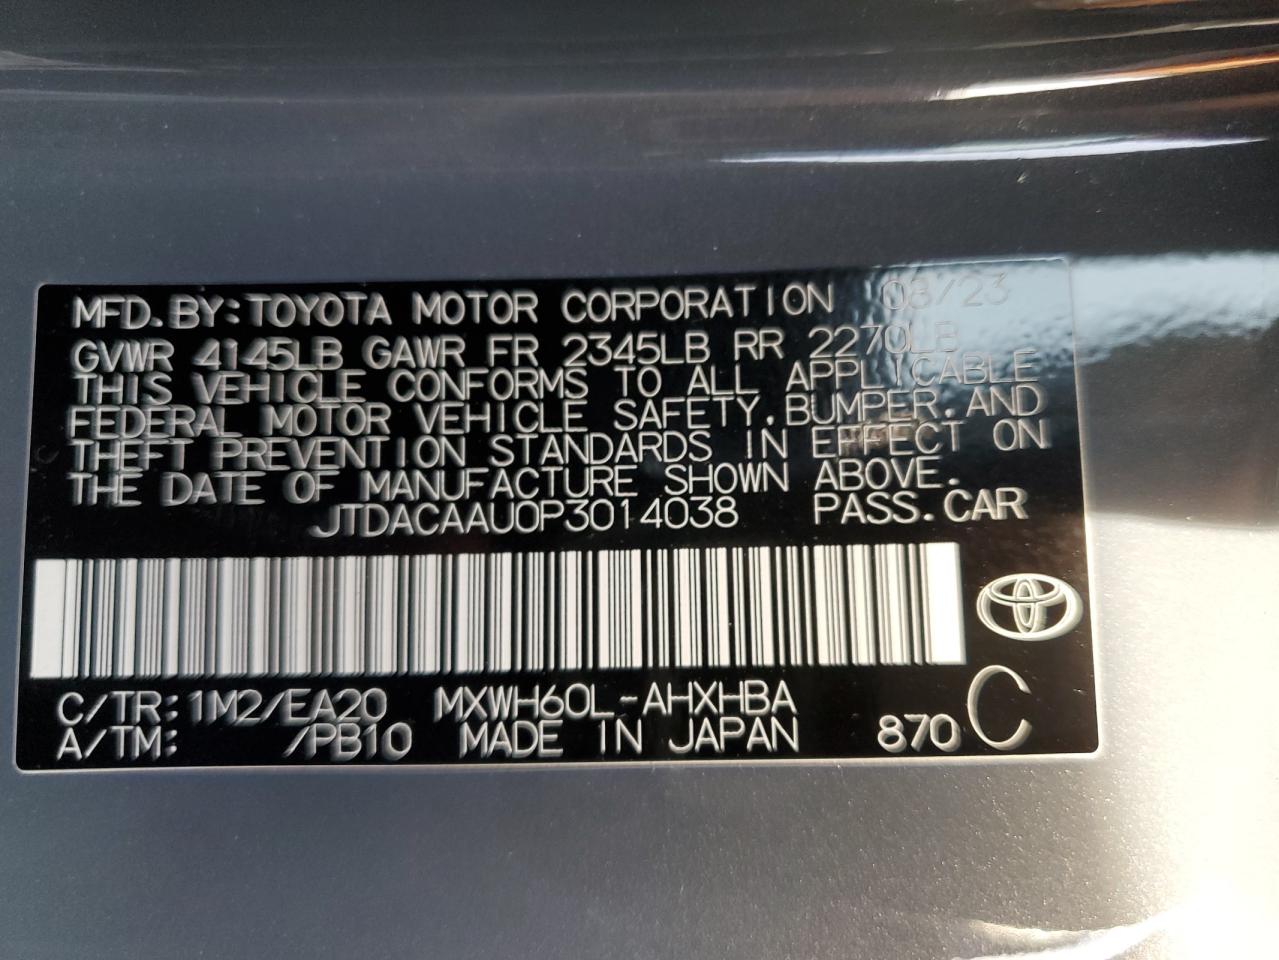 MFD.BY:TOYOTA MOTOR CORPORATION 08/23
GVWR 4145LB GAWR FR 2345LB RR 2270LB
THIS VEHICLE CONFORMS TO ALL APPLICABLE
FEDERAL MOTOR VEHICLE SAFETY,BUMPER,AND
THEFT PREVENTION STANDARDS IN EFFECT ON
THE DATE OF MANUFACTURE SHOWN ABOVE.
JTDACAAU0P3014038 PASS.CAR
C/TR:1M2/EA20 MXWH60L-AHXHBA
A/TM: /PB10 MADE IN JAPAN 870 C